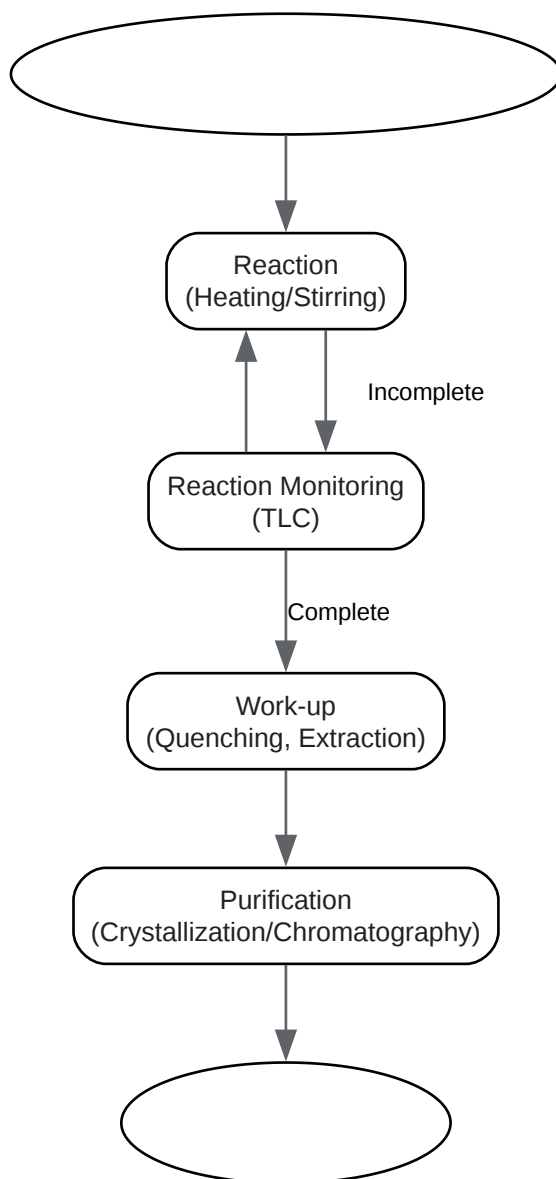 Reaction
(Heating/Stirring)
Incomplete
Reaction Monitoring
(TLC)
Complete
Work-up
(Quenching, Extraction)
Purification
(Crystallization/Chromatography)